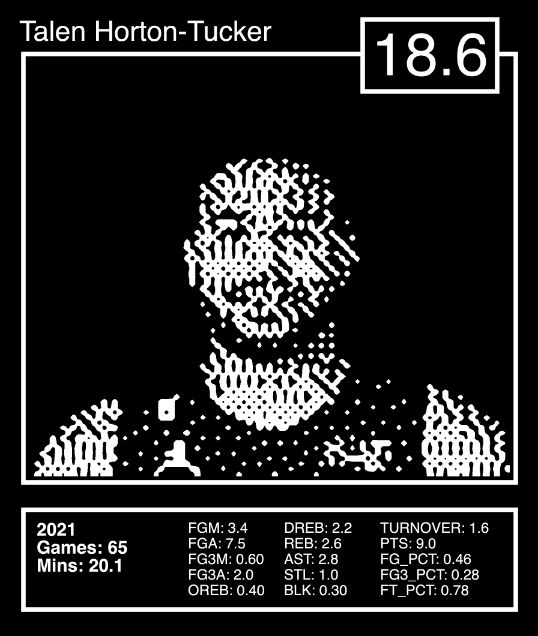 Talen Horton-Tucker
18.6
2021
Games: 65
Mins: 20.1
FGM: 3.4
FGA: 7.5
FG3M: 0.60
FG3A: 2.0
OREB: 0.40
DREB: 2.2
REB: 2.6
AST: 2.8
STL: 1.0
BLK: 0.30
TURNOVER: 1.6
PTS: 9.0
FG_PCT: 0.46
FG3_PCT: 0.28
FT_PCT: 0.78